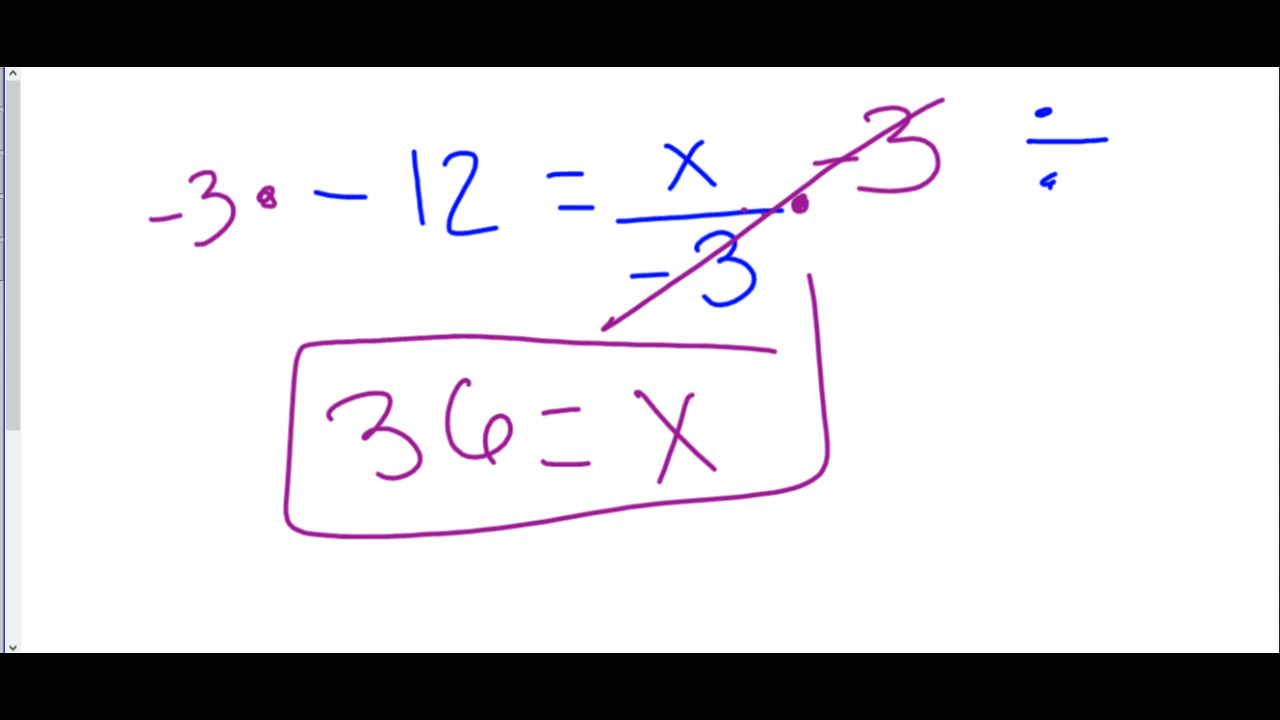 -3 • - 12 = x/-3 • -3 ÷
36 = x